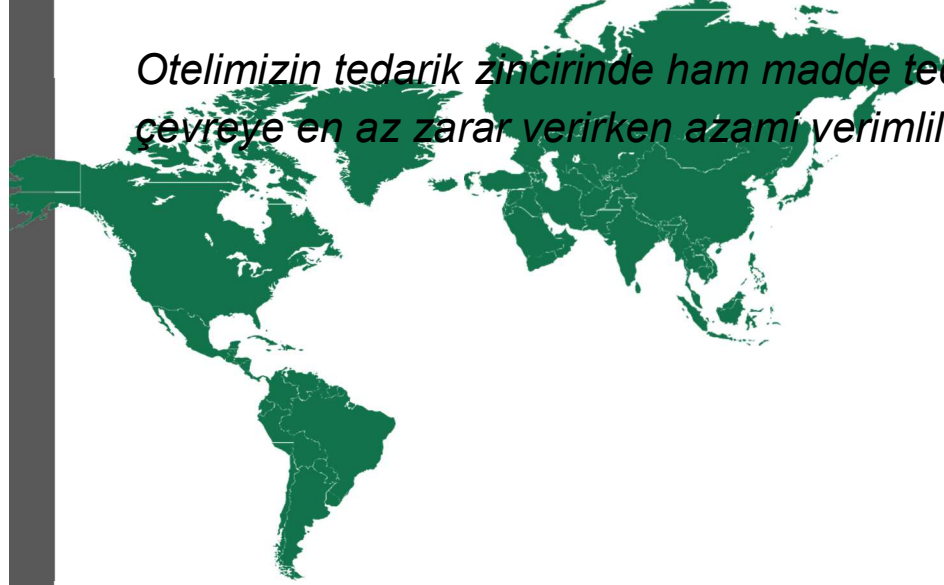 Otelimizin tedarik zincirinde ham madde
çevreye en az zarar verirken azami